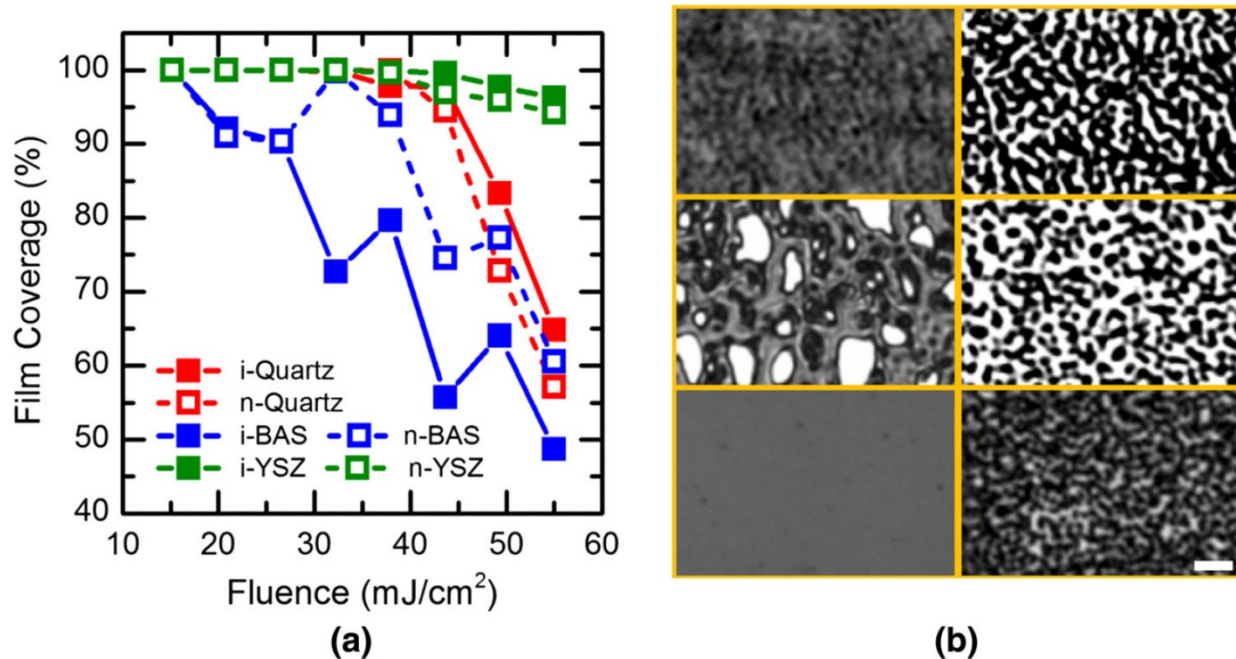 Film Coverage (%)
100
90
80
70
60
50
40
i-Quartz
n-Quartz
i-BAS n-BAS
i-YSZ n-YSZ
10 20 30 40 50 60
Fluence (mJ/cm²)
(a) (b)